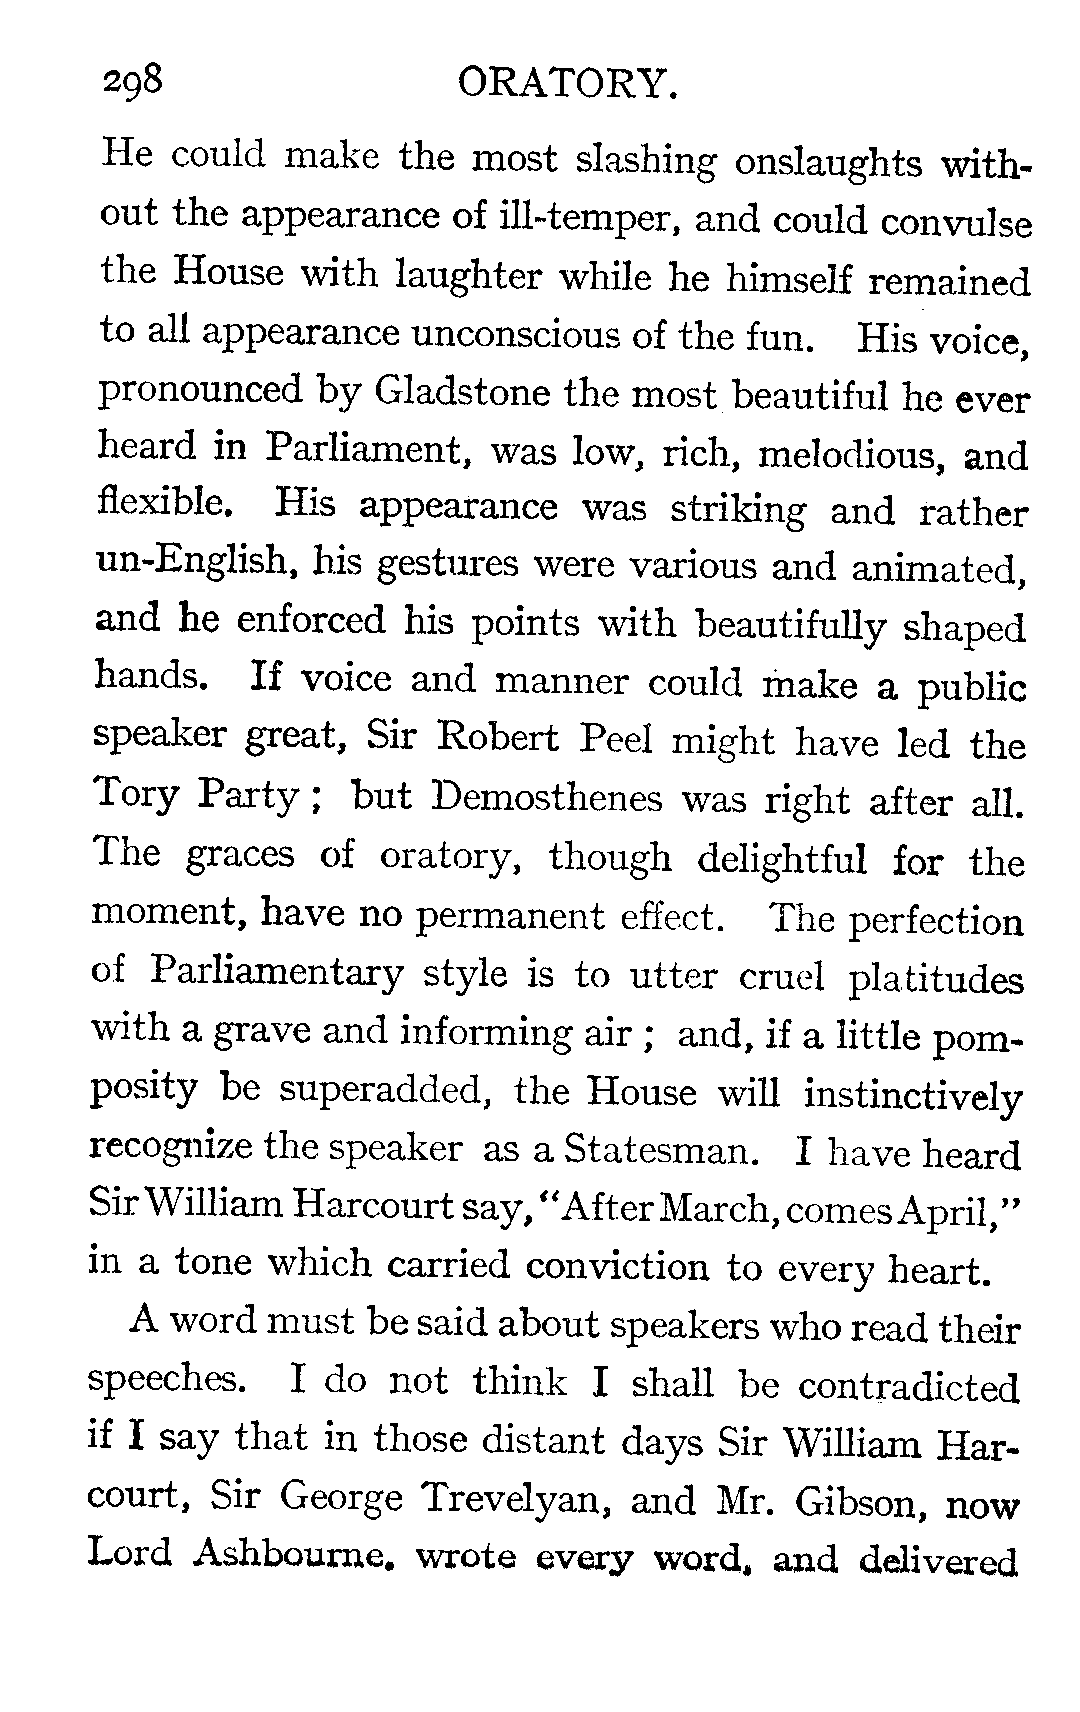 298 ORATORY.
He could make the most slashing onslaughts with-
out the appearance of ill-temper, and could convulse
the House with laughter while he himself remained
to all appearance unconscious of the fun. His voice,
pronounced by Gladstone the most beautiful he ever
heard in Parliament, was low, rich, melodious, and
flexible. His appearance was striking and rather
un-English, his gestures were various and animated,
and he enforced his points with beautifully shaped
hands. If voice and manner could make a public
speaker great, Sir Robert Peel might have led the
Tory Party ; but Demosthenes was right after all.
The graces of oratory, though delightful for the
moment, have no permanent effect. The perfection
of Parliamentary style is to utter cruel platitudes
with a grave and informing air ; and, if a little pom-
posity be superadded, the House will instinctively
recognize the speaker as a Statesman. I have heard
Sir William Harcourt say, "After March, comes April,"
in a tone which carried conviction to every heart.
A word must be said about speakers who read their
speeches. I do not think I shall be contradicted
if I say that in those distant days Sir William Har-
court, Sir George Trevelyan, and Mr. Gibson, now
Lord Ashbourne, wrote every word, and delivered